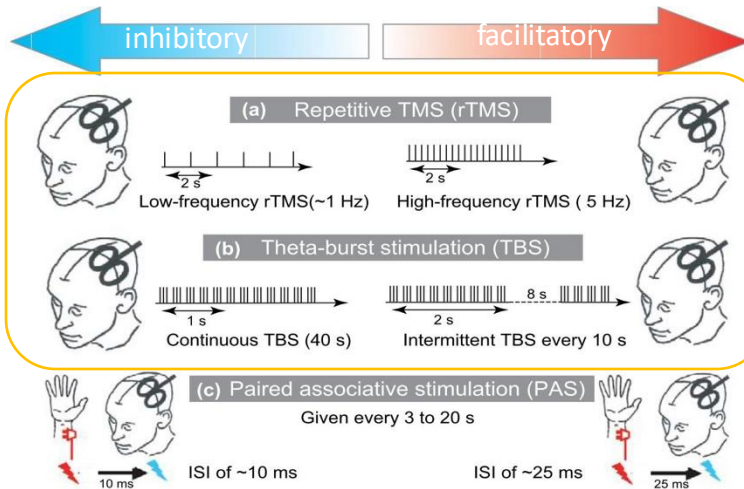 inhibitory
facilitatory
(a) Repetitive TMS (rTMS)
2 s
2 s
Low-frequency rTMS(~1 Hz)
High-frequency rTMS ( 5 Hz)
(b) Theta-burst stimulation (TBS)
8 s
1 s
2 s
Continuous TBS (40 s)
Intermittent TBS every 10 s
(c) Paired associative stimulation (PAS)
Given every 3 to 20 s
ISI of ~10 ms
ISI of ~25 ms
10 ms
25 ms